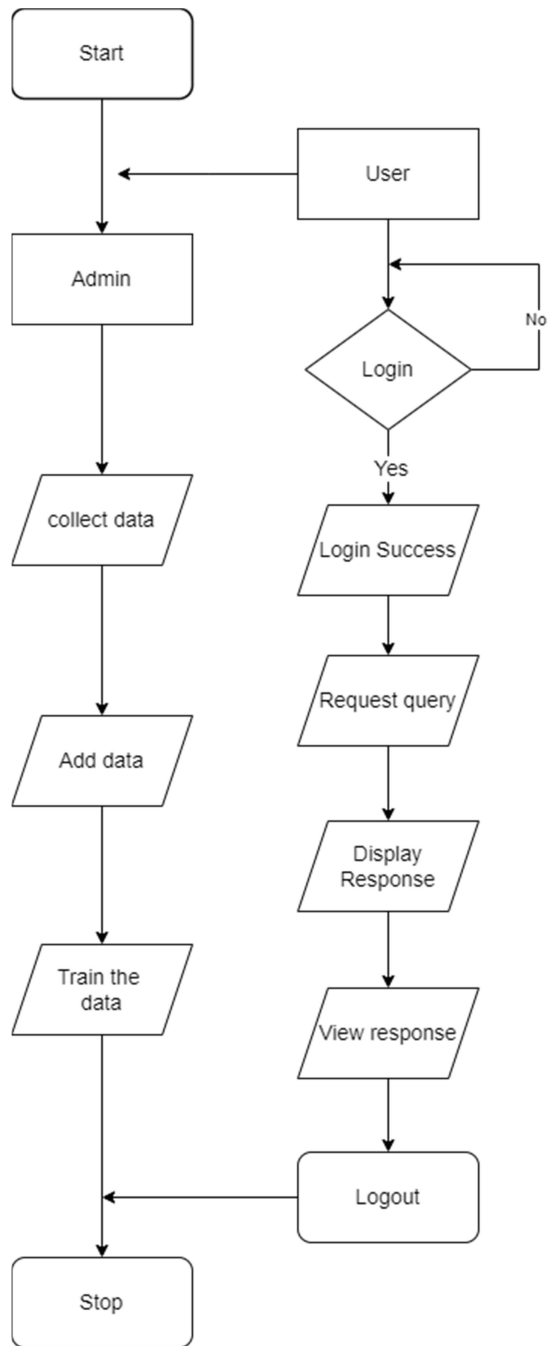 Start
User
Admin
No
Login
Yes
collect data
Login Success
Request query
Add data
Display
Response
Train the
data
View response
Logout
Stop